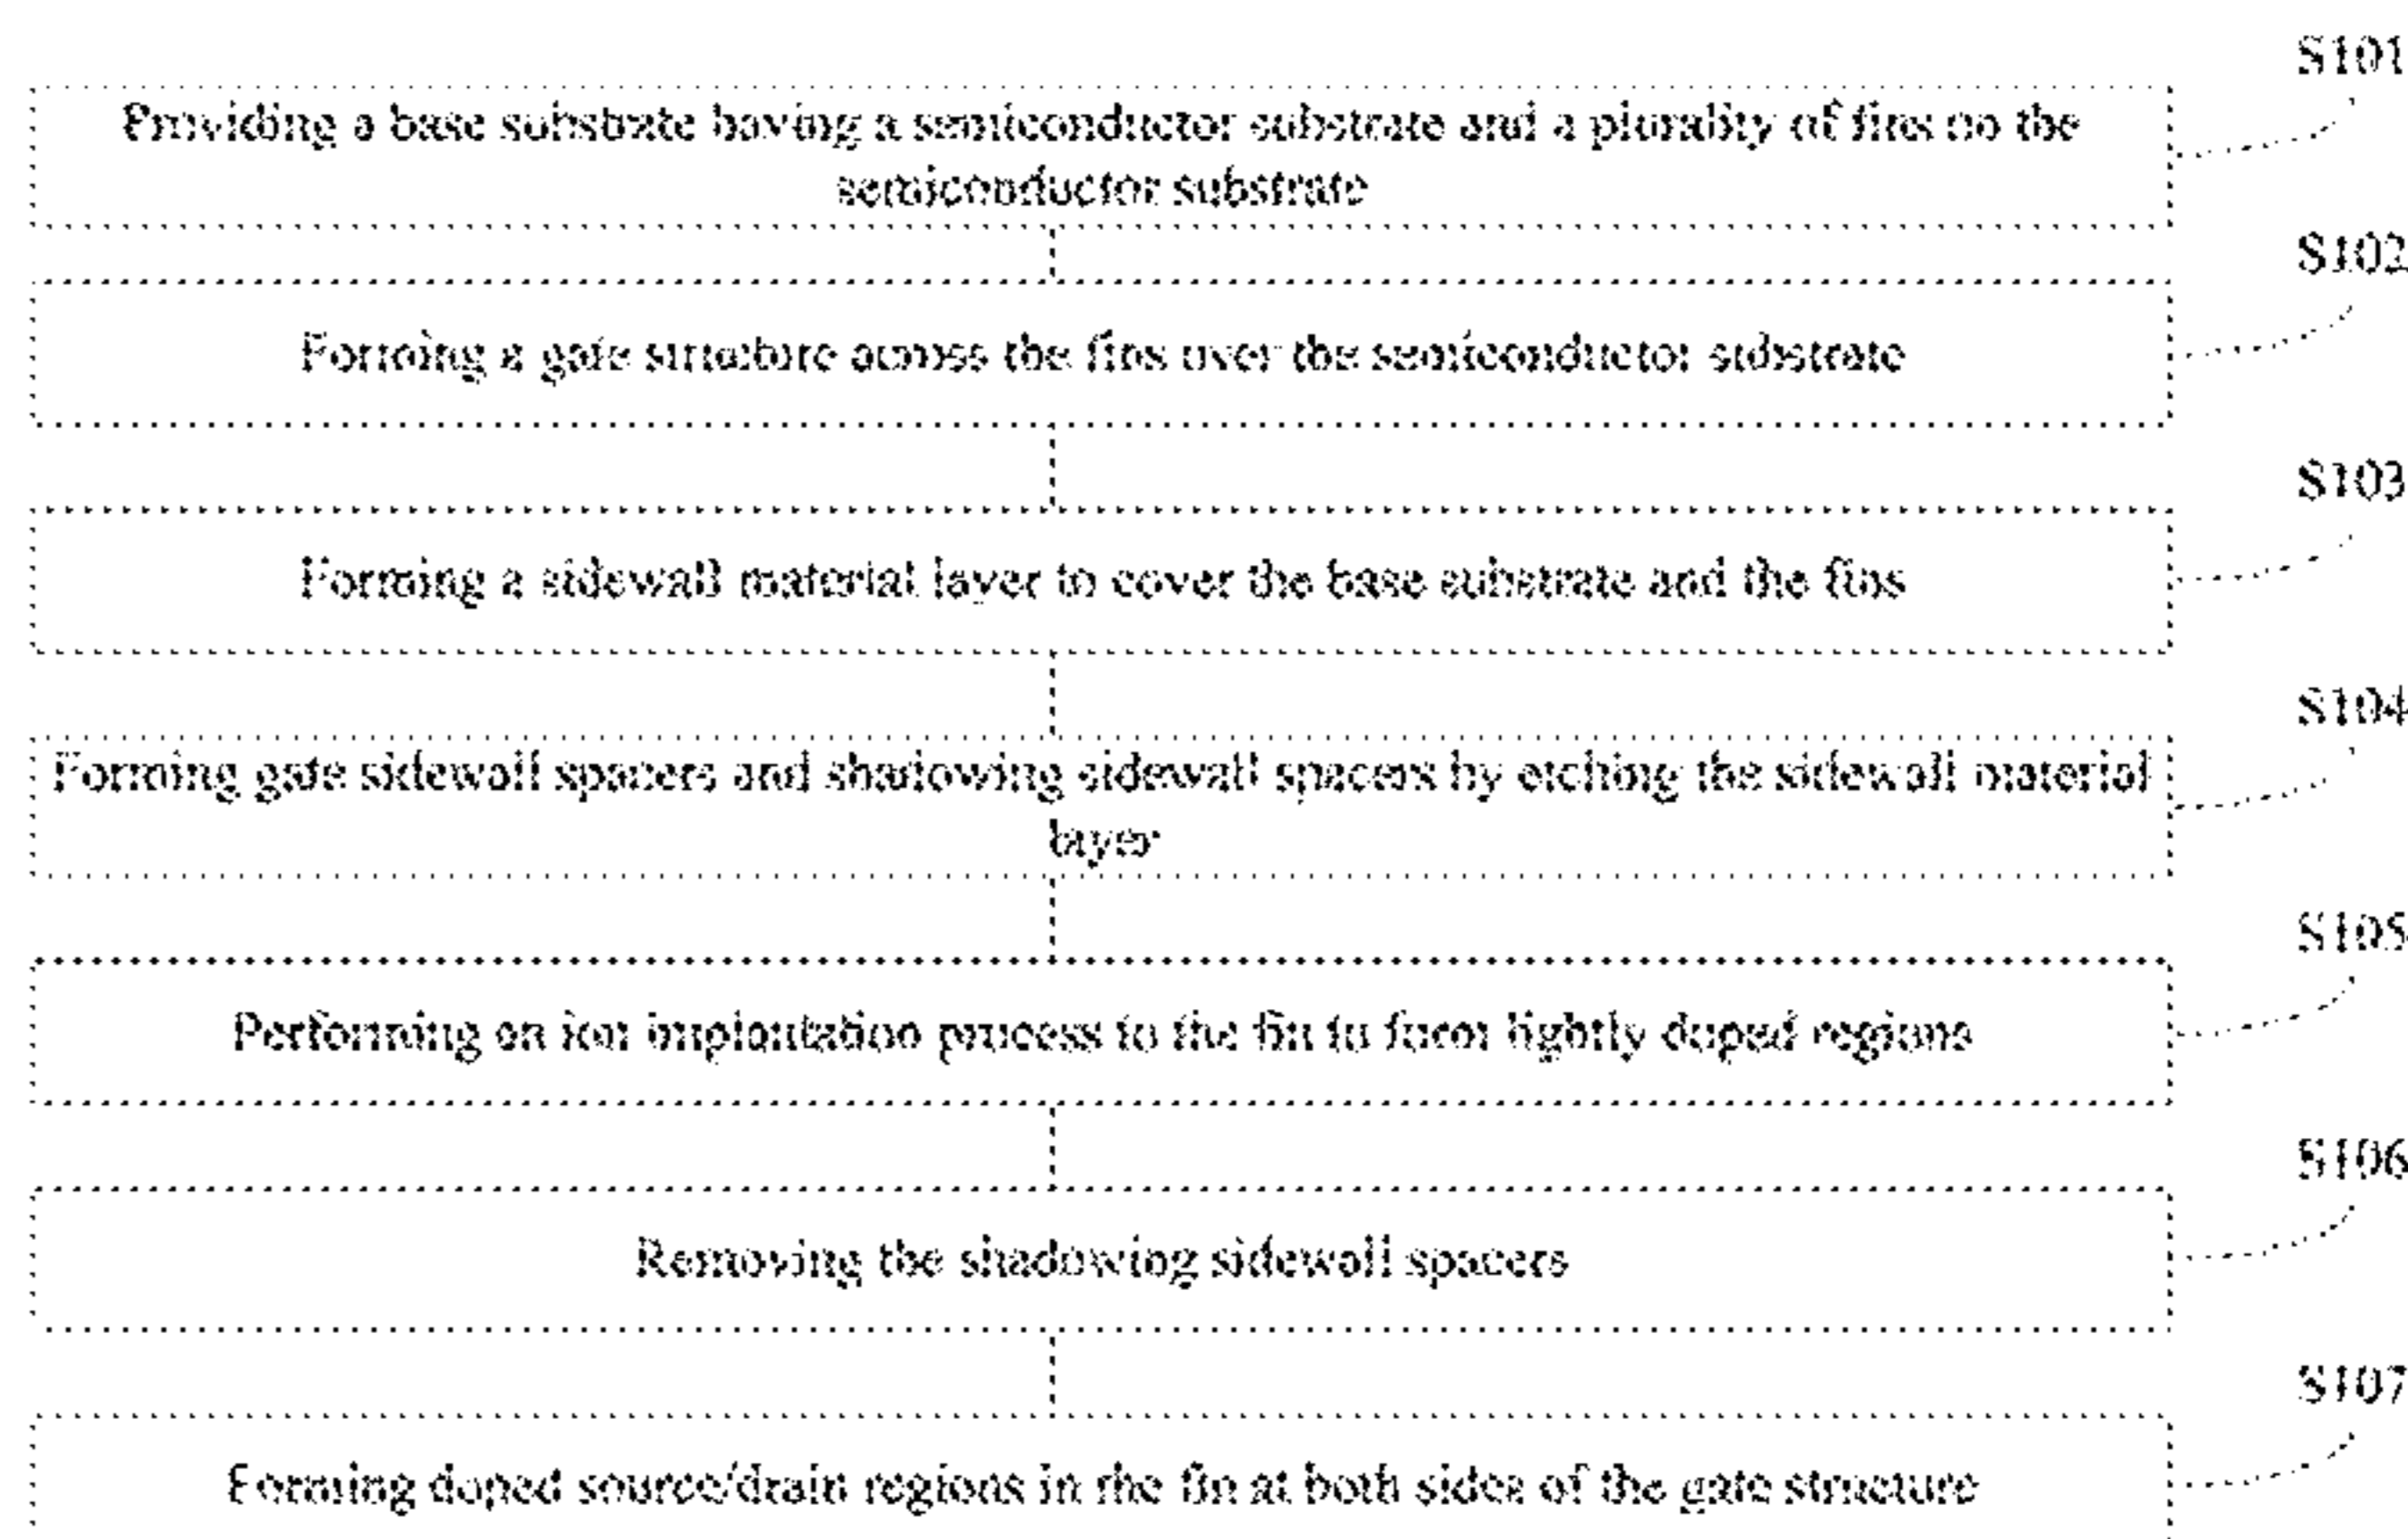 S101
Providing a base substrate having a semiconductor substrate and a plurality of fins on the
semiconductor substrate
S102
Forming a gate structure across the fins over the semiconductor substrate
S103
Forming a sidewall material layer to cover the base substrate and the fins
S104
Forming gate sidewall spacers and shadowing sidewall spacers by etching the sidewall material
layer
S105
Performing an ion implantation process to the fin to form lightly doped regions
S106
Removing the shadowing sidewall spacers
S107
Forming doped source/drain regions in the fin at both sides of the gate structure